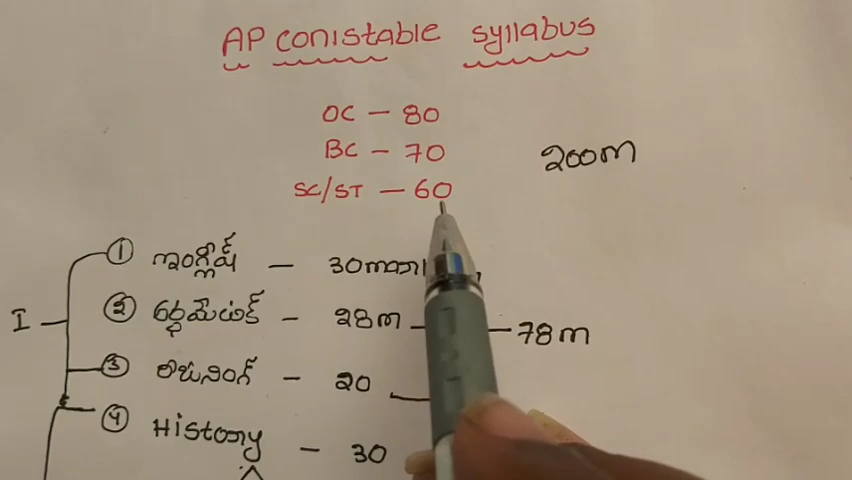 AP conistable syllabus
OC - 80
BC - 70
SC/ST - 60
200m
I
① ఇంగ్లీష్ - 30
② అర్థమేటిక్ - 28m - 78m
③ రీజనింగ్ - 20
④ History - 30